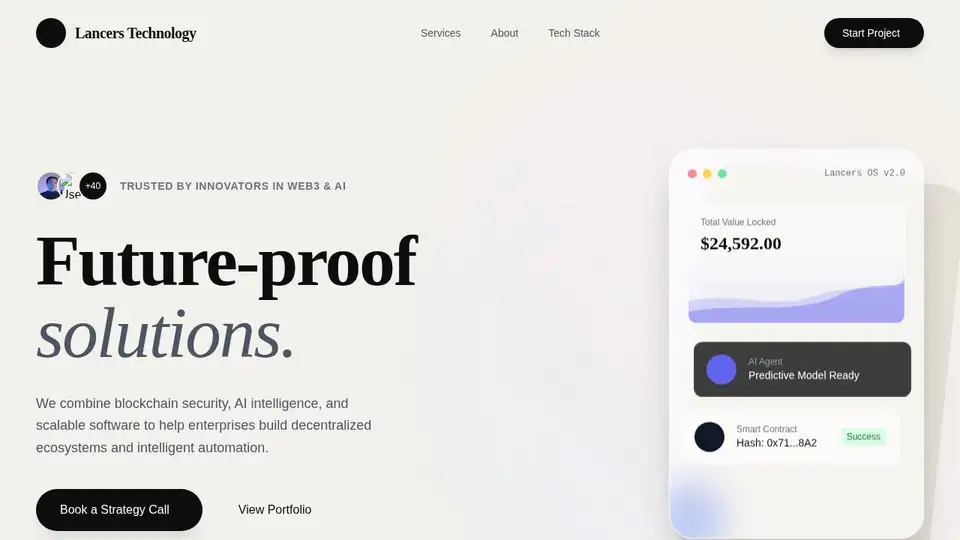 Lancers Technology
Services
About
Tech Stack
Start Project
Use
+40
TRUSTED BY INNOVATORS IN WEB3 & AI
Future-proof
solutions.
We combine blockchain security, AI intelligence, and
scalable software to help enterprises build decentralized
ecosystems and intelligent automation.
Book a Strategy Call
View Portfolio
Lancers OS v2.0
Total Value Locked
$24,592.00
AI Agent
Predictive Model Ready
Smart Contract
Hash: 0x71...8A2
Success